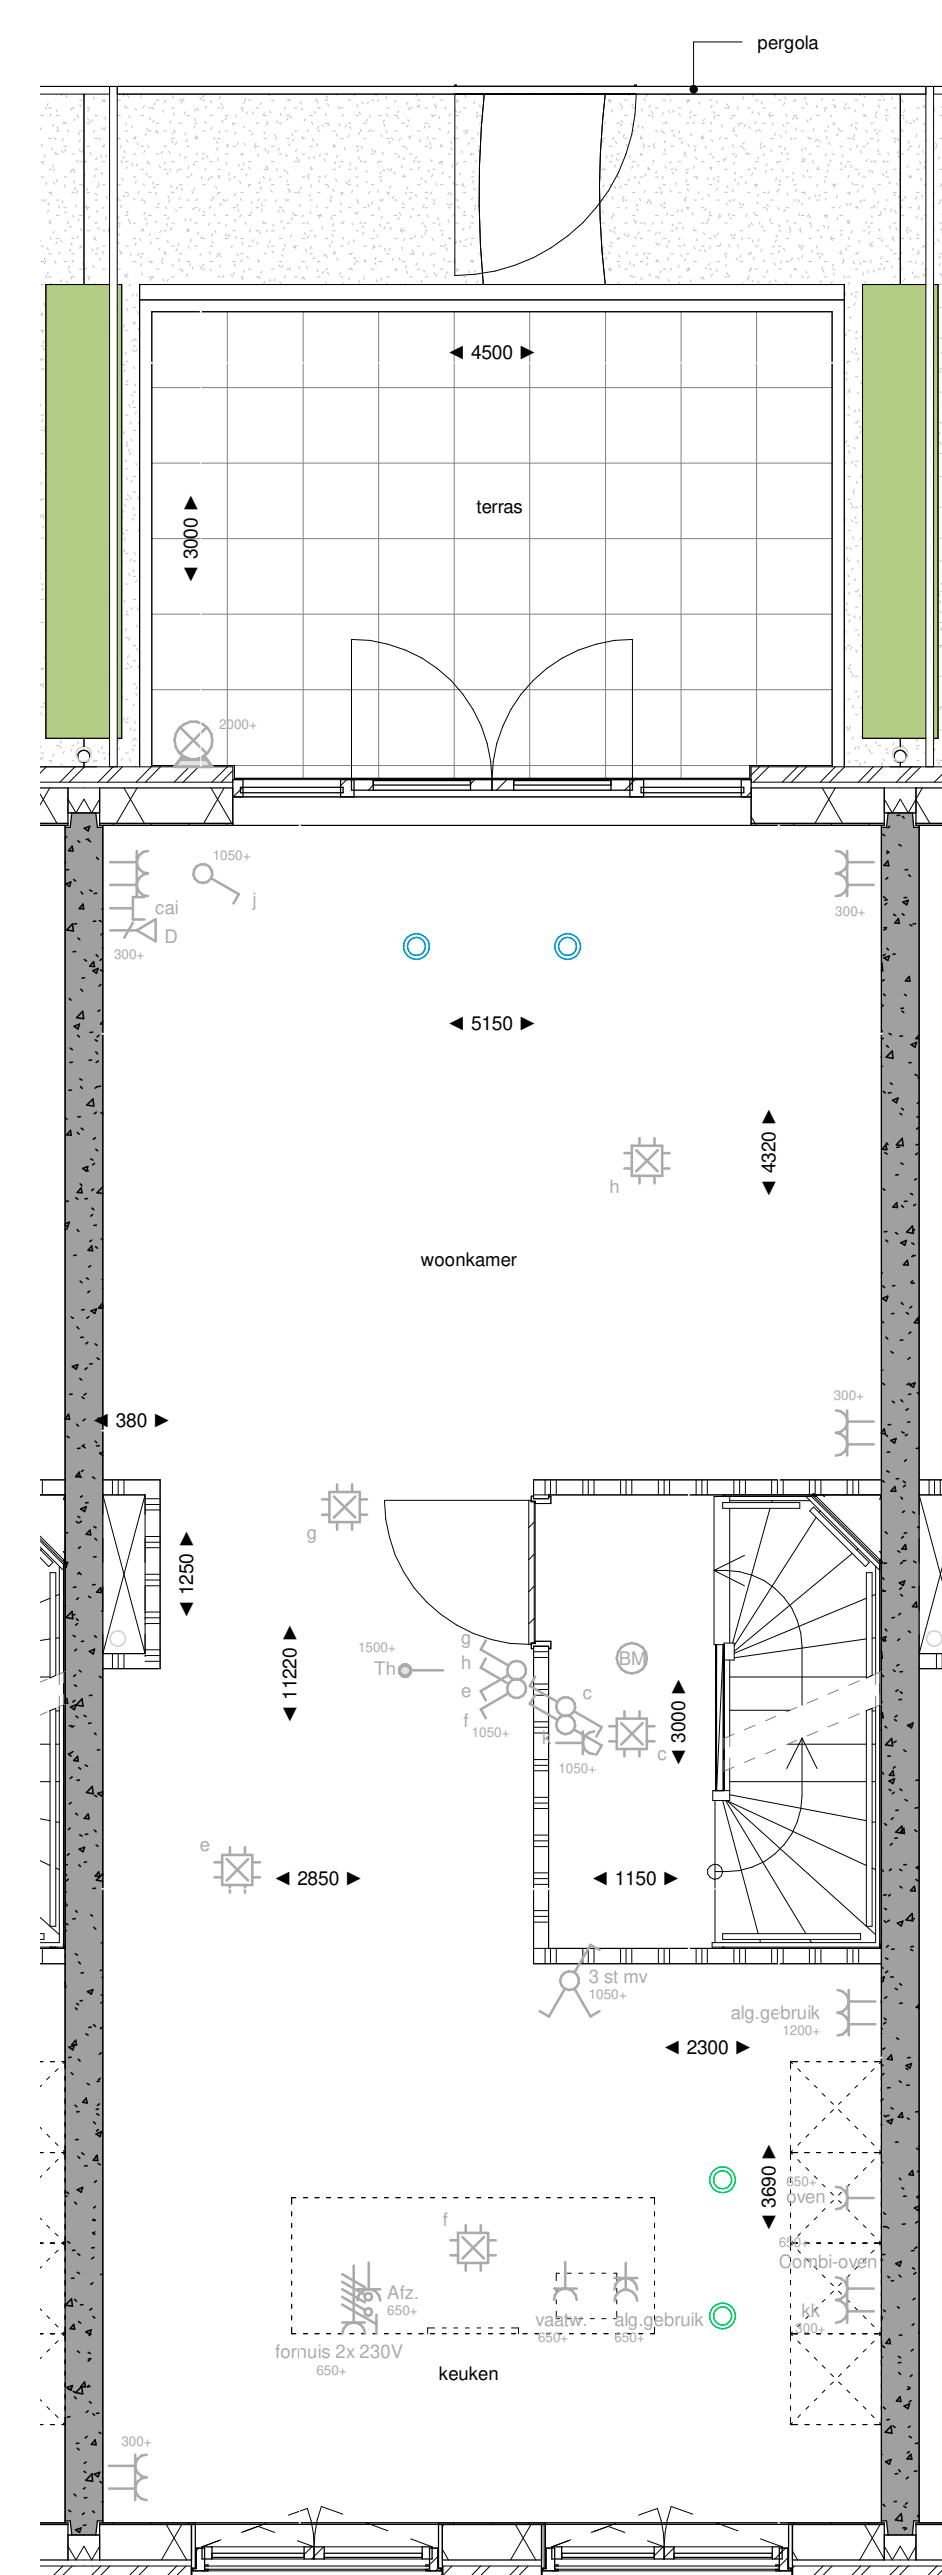 pergola
4500
terras
3000
2000+
1050+
j
cai
D
300+
300+
5150
4320
h
woonkamer
300+
380
g
1250
g
1500+
Th
h
BM
11220
e
c
f
1050+
3000
k
c
1050+
e
2850
1150
3 st mv
1050+
alg.gebruik
1200+
2300
3690
650+
oven
f
650+
Combi-oven
Afz.
650+
kk
300+
vaatw.
alg.gebruik
650+
650+
fornuis 2x 230V
650+
keuken
300+